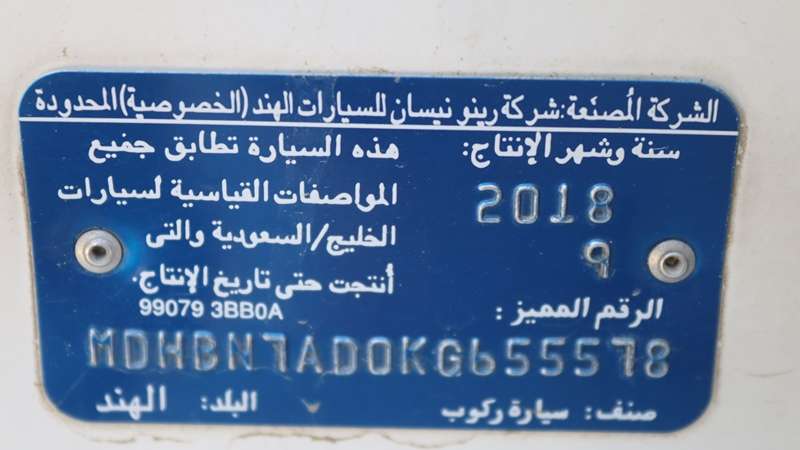 الشركة المُصنّعة: شركة رينو نيسان للسيارات الهند (الخصوصية) المحدودة
سنة وشهر الإنتاج:
2018
9
هذه السيارة تطابق جميع
المواصفات القياسية لسيارات
الخليج/السعودية والتى
أنتجت حتى تاريخ الإنتاج.
99079 3BB0A
الرقم المميز :
MDHBN7AD0KG655578
صنف : سيارة ركوب
البلد: الهند